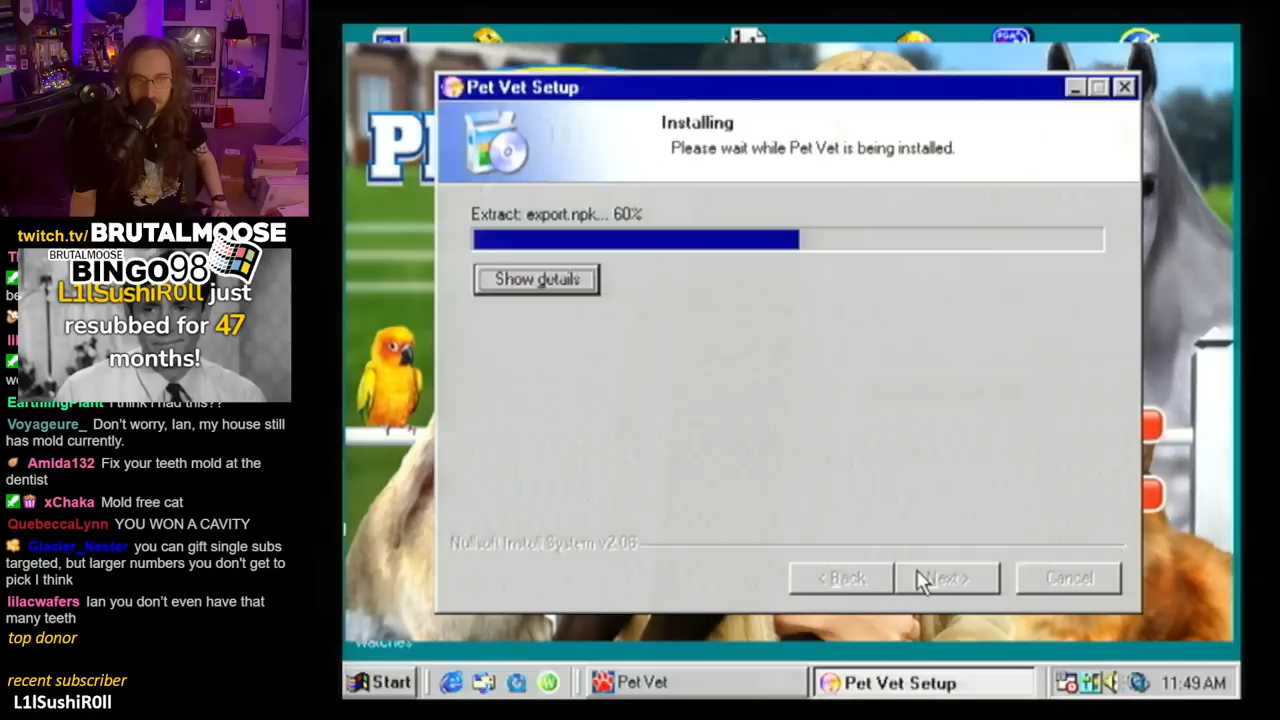 Pet Vet Setup
Installing
Please wait while Pet Vet is being installed.
Extract: export.npk... 60%
Show details
Nullsoft Install System v2.06
< Back
Next >
Cancel
Start
Pet Vet
Pet Vet Setup
11:49 AM
twitch.tv/BRUTALMOOSE
BRUTALMOOSE
BINGO98
L1lSushiR0ll just
resubbed for 47
months!
EarthlingPlant I think I had this??
Voyageure_ Don't worry, Ian, my house still
has mold currently.
Amida132 Fix your teeth mold at the
dentist
xChaka Mold free cat
QuebeccaLynn YOU WON A CAVITY
Glacier_Nester you can gift single subs
targeted, but larger numbers you don't get to
pick I think
lilacwafers Ian you don't even have that
many teeth
top donor
recent subscriber
L1lSushiR0ll